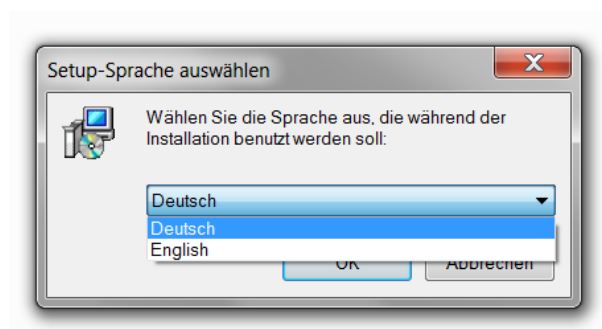 Setup-Sprache auswählen
Wählen Sie die Sprache aus, die während der
Installation benutzt werden soll:
Deutsch
Deutsch
English
OK
Abbrechen